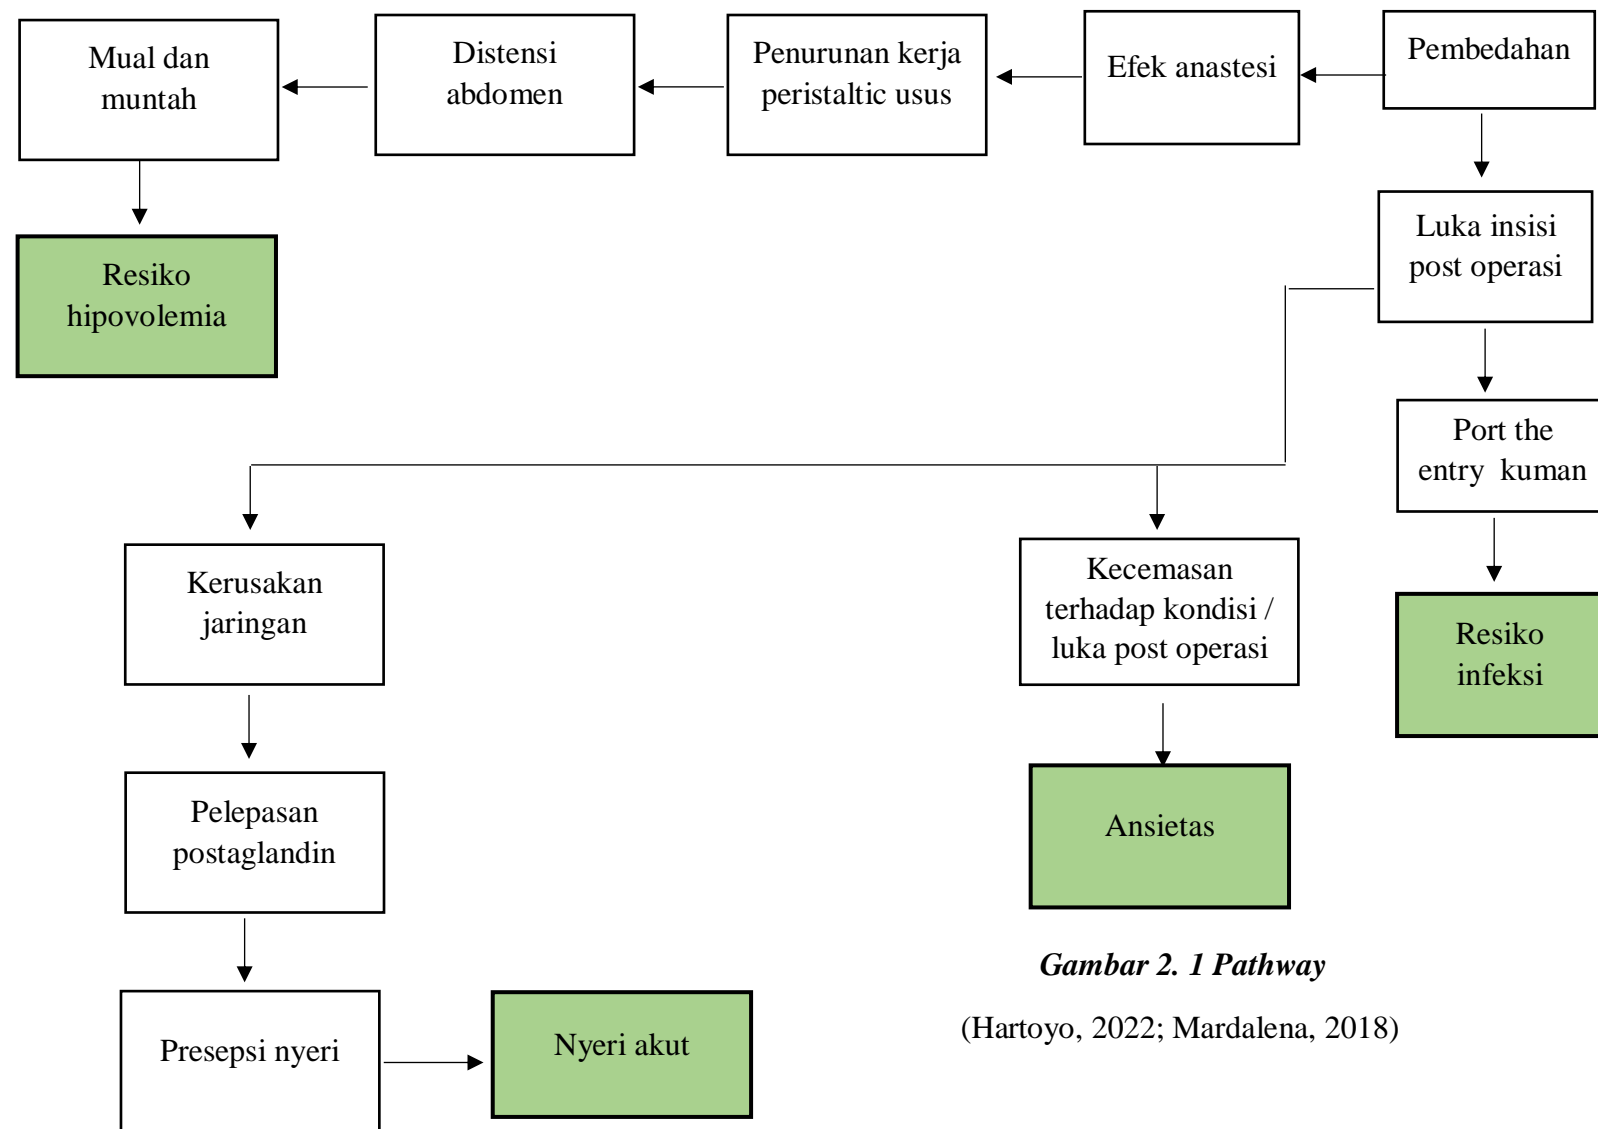 Mual dan
muntah
Distensi
abdomen
Penurunan kerja
peristaltic usus
Efek anastesi
Pembedahan
Resiko
hipovolemia
Luka insisi
post operasi
Port the
entry kuman
Kerusakan
jaringan
Kecemasan
terhadap kondisi /
luka post operasi
Resiko
infeksi
Pelepasan
postaglandin
Ansietas
Presepsi nyeri
Nyeri akut
Gambar 2. 1 Pathway
(Hartoyo, 2022; Mardalena, 2018)